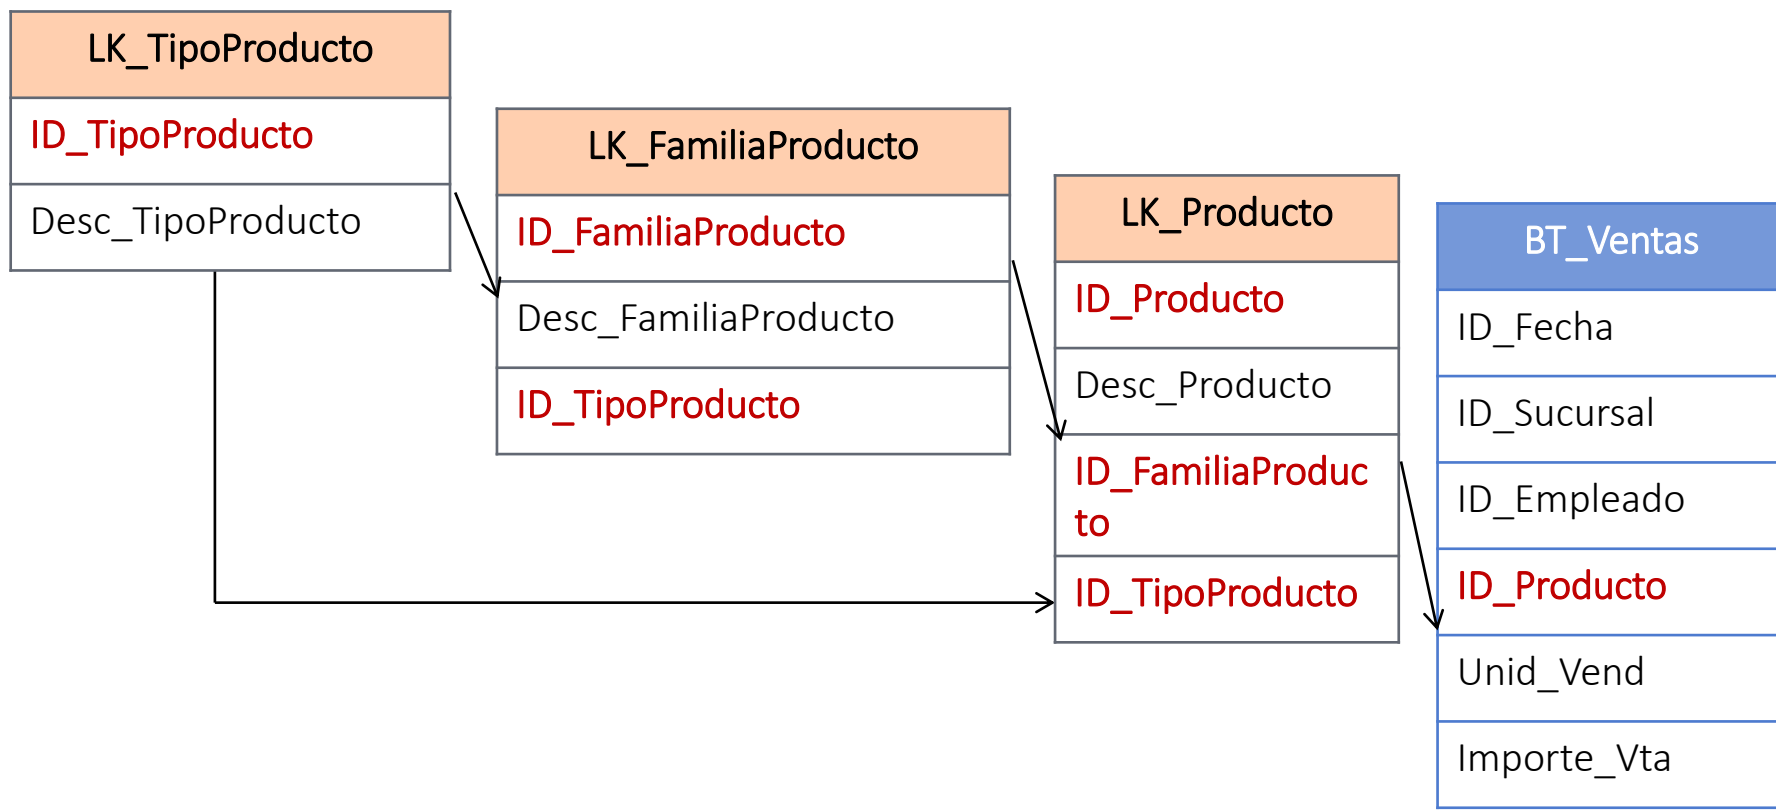 LK_TipoProducto
ID_TipoProducto
Desc_TipoProducto
LK_FamiliaProducto
ID_FamiliaProducto
Desc_FamiliaProducto
ID_TipoProducto
LK_Producto
ID_Producto
Desc_Producto
ID_FamiliaProduc
to
ID_TipoProducto
BT_Ventas
ID_Fecha
ID_Sucursal
ID_Empleado
ID_Producto
Unid_Vend
Importe_Vta